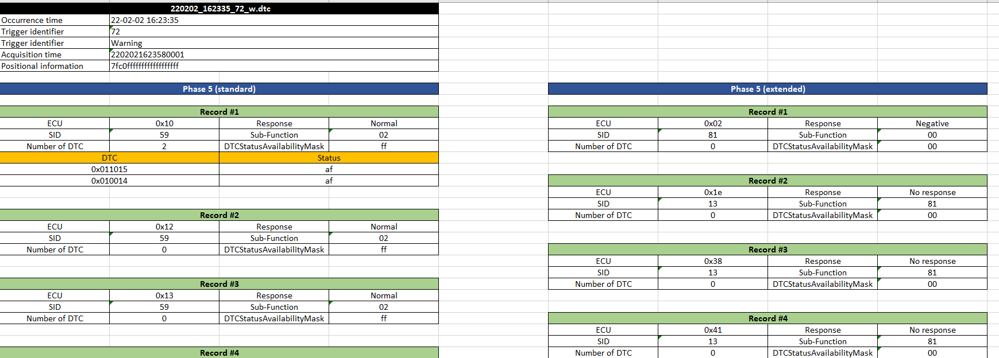 220202_162335_72_w.dtc
Occurrence time 22-02-02 16:23:35
Trigger identifier 72
Trigger identifier Warning
Acquisition time 2202021623580001
Phase 5 (standard)
Record #1
ECU 0x10 Response Normal
SID 59 Sub-Function 02
Number of DTC 2 DTCStatusAvailabilityMask ff
DTC Status
0x011015 af
0x010014 af
Record #2
ECU 0x12 Response Normal
SID 59 Sub-Function 02
Number of DTC 0 DTCStatusAvailabilityMask ff
Record #3
ECU 0x13 Response Normal
SID 59 Sub-Function 02
Number of DTC 0 DTCStatusAvailabilityMask ff
Record #4
Positional information
Phase 5 (extended)
Record #1
ECU 0x02 Response Negative
SID 81 Sub-Function 00
Number of DTC 0 DTCStatusAvailabilityMask 00
Record #2
ECU 0x1e Response No response
SID 13 Sub-Function 81
Number of DTC 0 DTCStatusAvailabilityMask 00
Record #3
ECU 0x38 Response No response
SID 13 Sub-Function 81
Number of DTC 0 DTCStatusAvailabilityMask 00
Record #4
ECU 0x41 Response No response
SID 13 Sub-Function 81
Number of DTC 0 DTCStatusAvailabilityMask 00